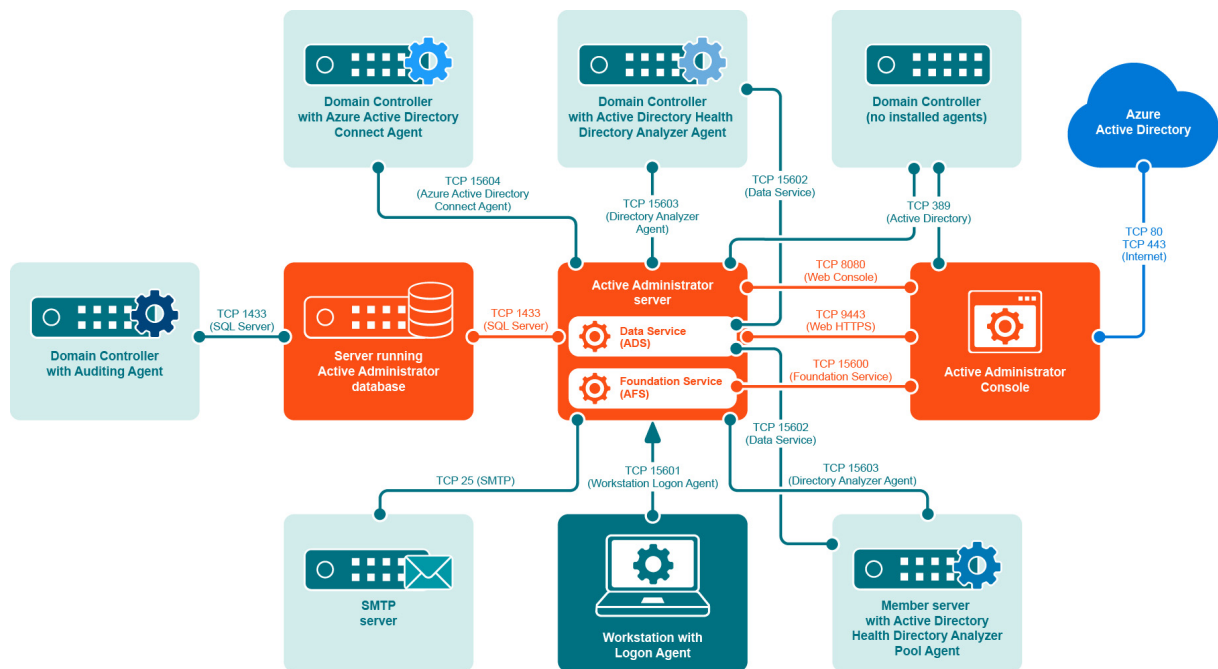 Domain Controller
with Azure Active Directory
Connect Agent
Domain Controller
with Active Directory Health
Directory Analyzer Agent
Domain Controller
(no installed agents)
Azure
Active Directory
TCP 15604
(Azure Active Directory
Connect Agent)
TCP 15603
(Directory Analyzer
Agent)
TCP 15602
(Data Service)
TCP 389
(Active Directory)
TCP 80
TCP 443
(Internet)
Domain Controller
with Auditing Agent
TCP 1433
(SQL Server)
Server running
Active Administrator
database
TCP 1433
(SQL Server)
Active Administrator
server
Data Service
(ADS)
Foundation Service
(AFS)
TCP 8080
(Web Console)
TCP 9443
(Web HTTPS)
TCP 15600
(Foundation Service)
Active Administrator
Console
TCP 25 (SMTP)
TCP 15601
(Workstation Logon Agent)
TCP 15602
(Data Service)
TCP 15603
(Directory Analyzer Agent)
SMTP
server
Workstation with
Logon Agent
Member server
with Active Directory
Health Directory Analyzer
Pool Agent